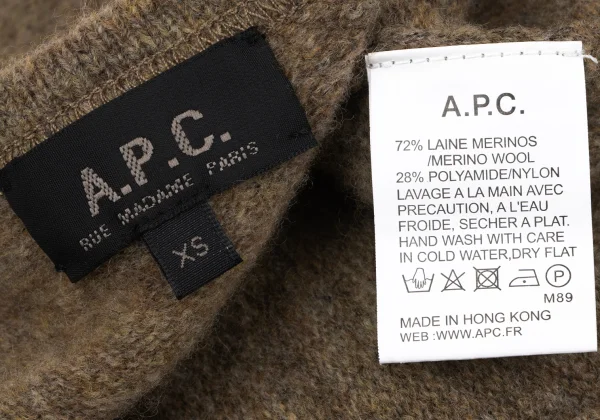 A.P.C.
RUE MADAME PARIS
XS
A.P.C.
72% LAINE MERINOS
/MERINO WOOL
28% POLYAMIDE/NYLON
LAVAGE A LA MAIN AVEC
PRECAUTION, A L'EAU
FROIDE, SECHER A PLAT.
HAND WASH WITH CARE
IN COLD WATER,DRY FLAT
P
M89
MADE IN HONG KONG
WEB :WWW.APC.FR